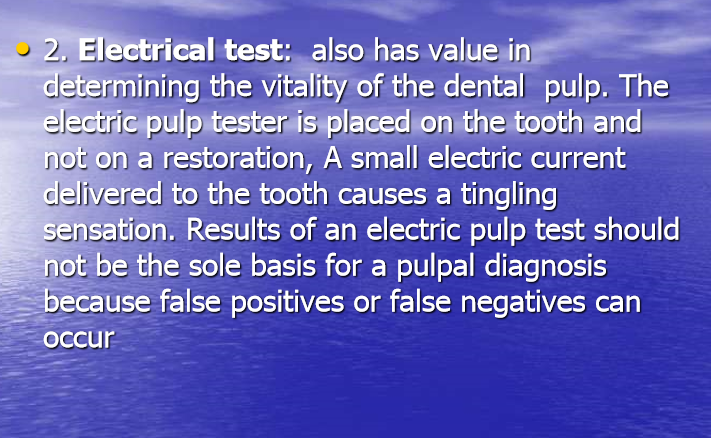 • 2. Electrical test:  also has value in
determining the vitality of the dental  pulp. The
electric pulp tester is placed on the tooth and
not on a restoration, A small electric current
delivered to the tooth causes a tingling
sensation. Results of an electric pulp test should
not be the sole basis for a pulpal diagnosis
because false positives or false negatives can
occur